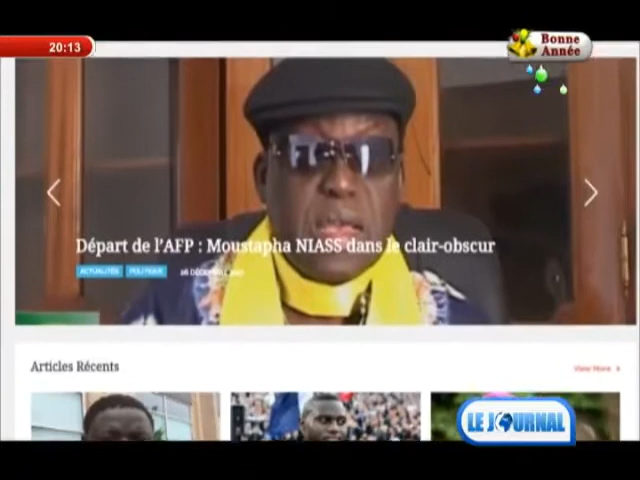 20:13
Bonne
Année
Départ de l'AFP : Moustapha NIASS dans le clair-obscur
ACTUALITÉS POLITIQUE 26
Articles Récents
View More
LE JOURNAL